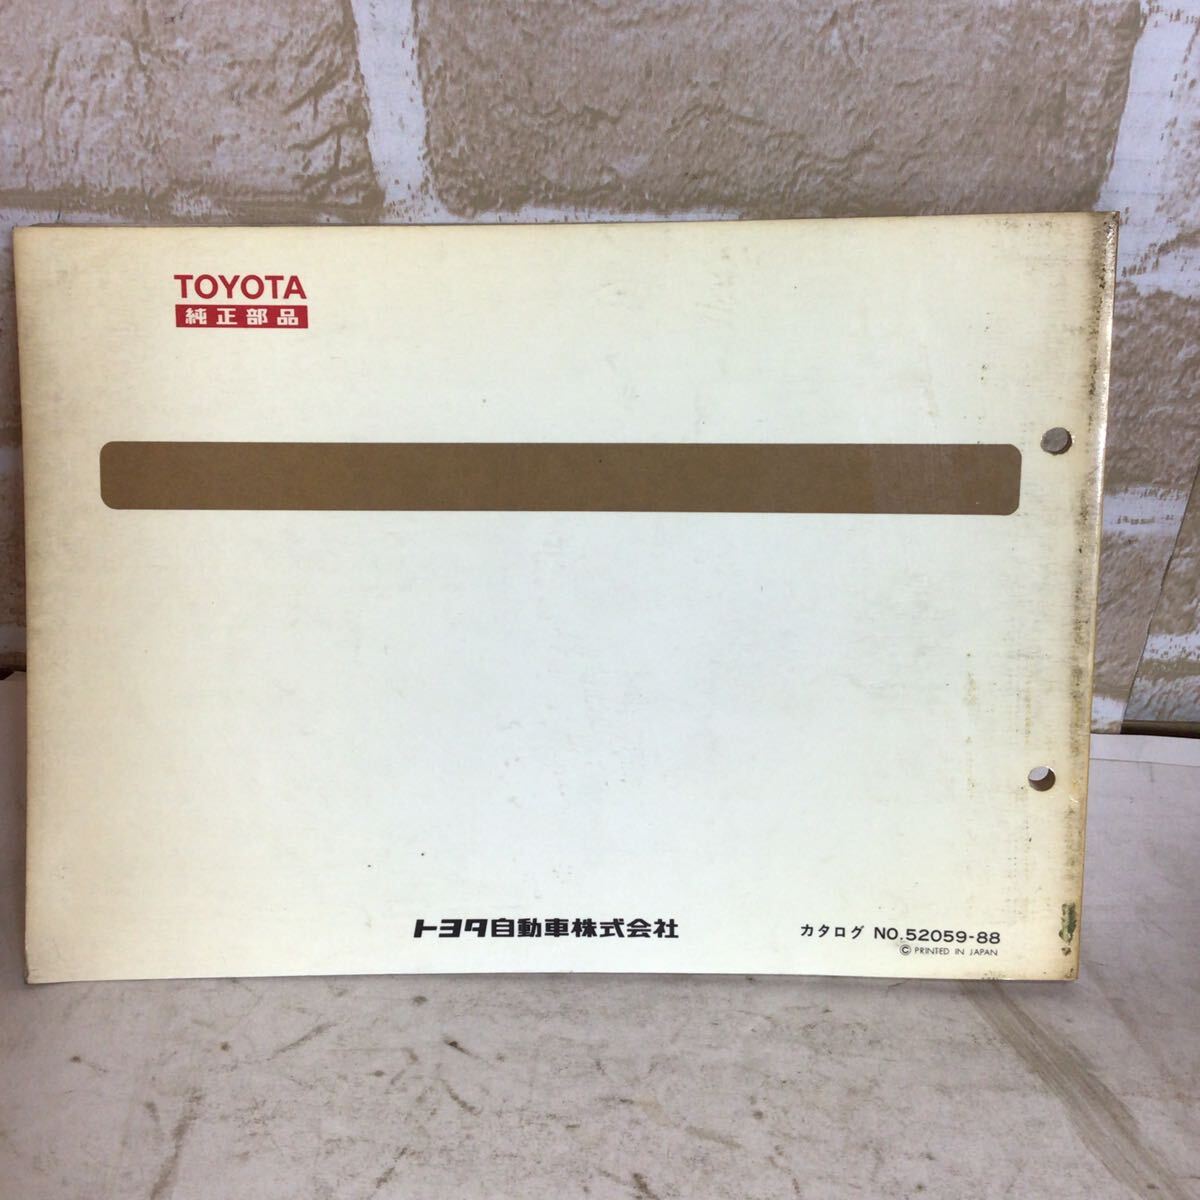 TOYOTA
純正部品
トヨタ自動車株式会社
カタログ NO.52059-88
© PRINTED IN JAPAN